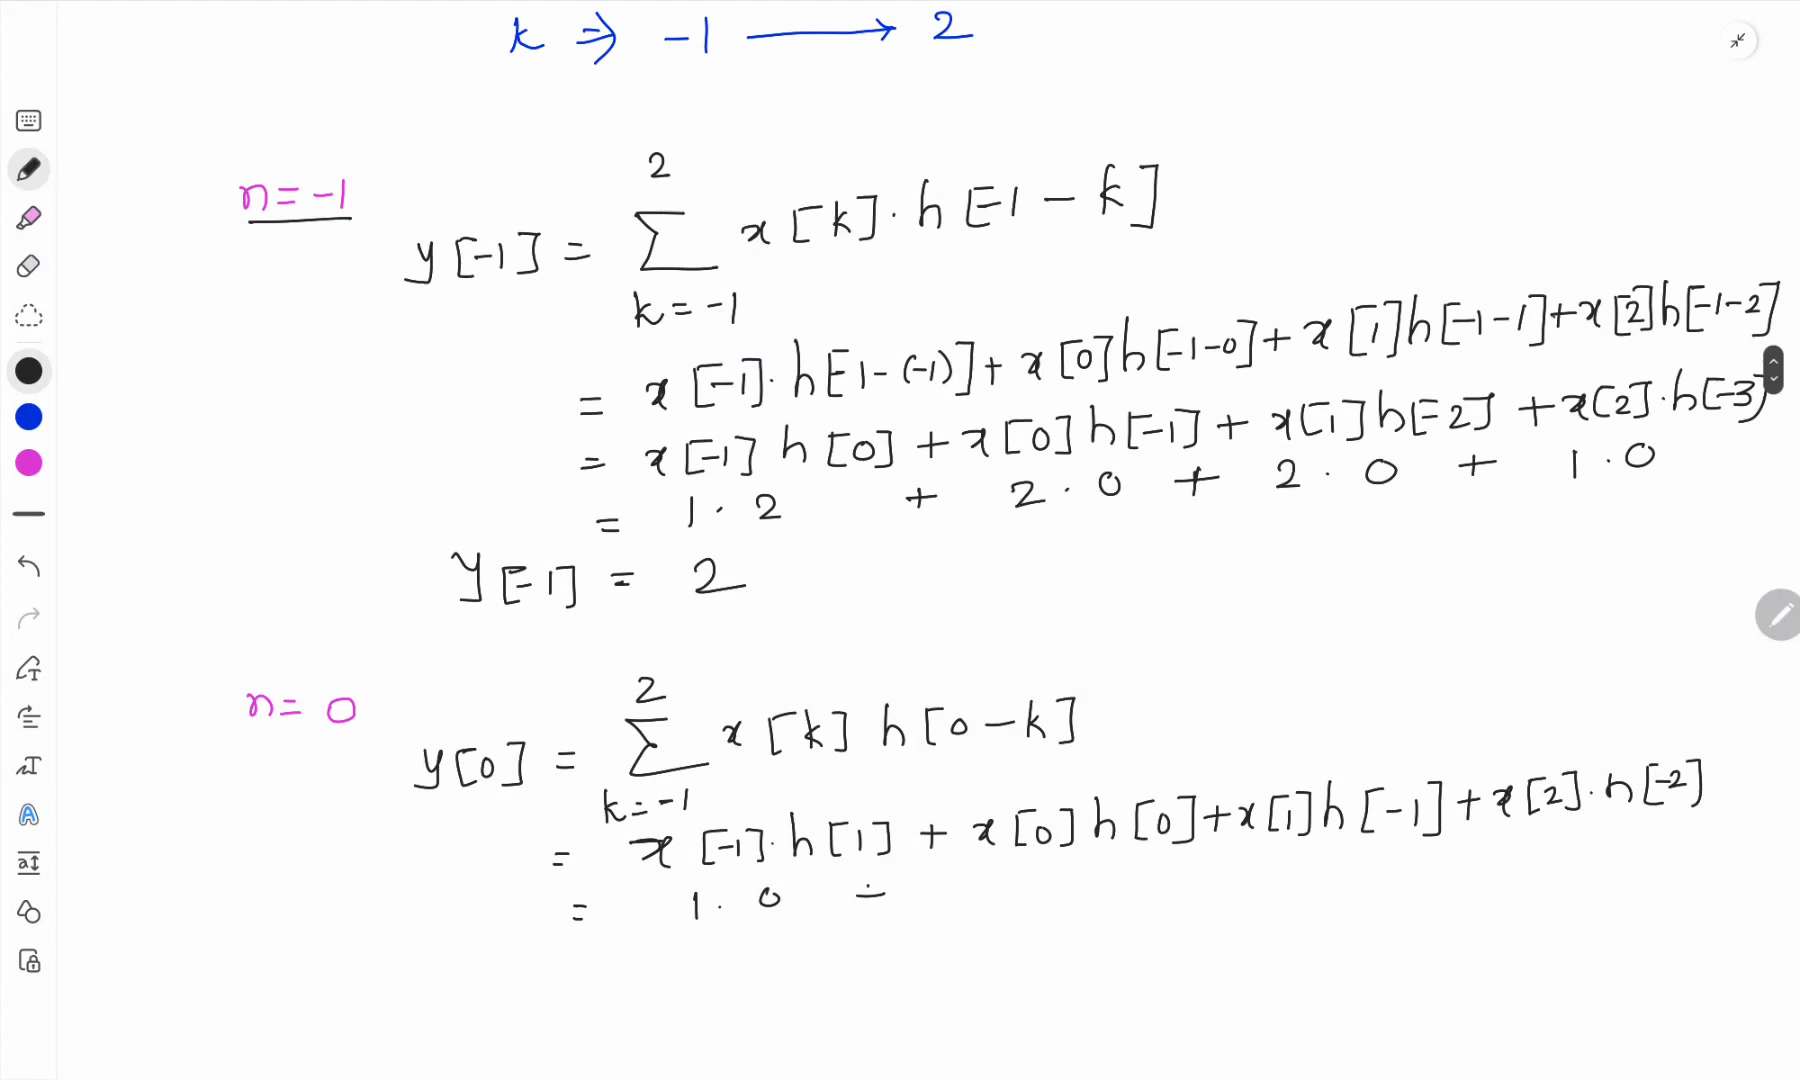 k ⇒ -1 ⟶ 2
n = -1
y[-1] = ∑_{k=-1}^{2} x[k] · h[-1-k]
= x[-1] · h[-1-(-1)] + x[0]h[-1-0] + x[1]h[-1-1] + x[2]h[-1-2]
= x[-1] h[0] + x[0]h[-1] + x[1]h[-2] + x[2] · h[-3]
= 1 · 2 + 2 · 0 + 2 · 0 + 1 · 0
y[-1] = 2
n = 0
y[0] = ∑_{k=-1}^{2} x[k] h[0-k]
= x[-1] · h[1] + x[0] h[0] + x[1]h[-1] + x[2] · h[-2]
= 1 · 0 ∸